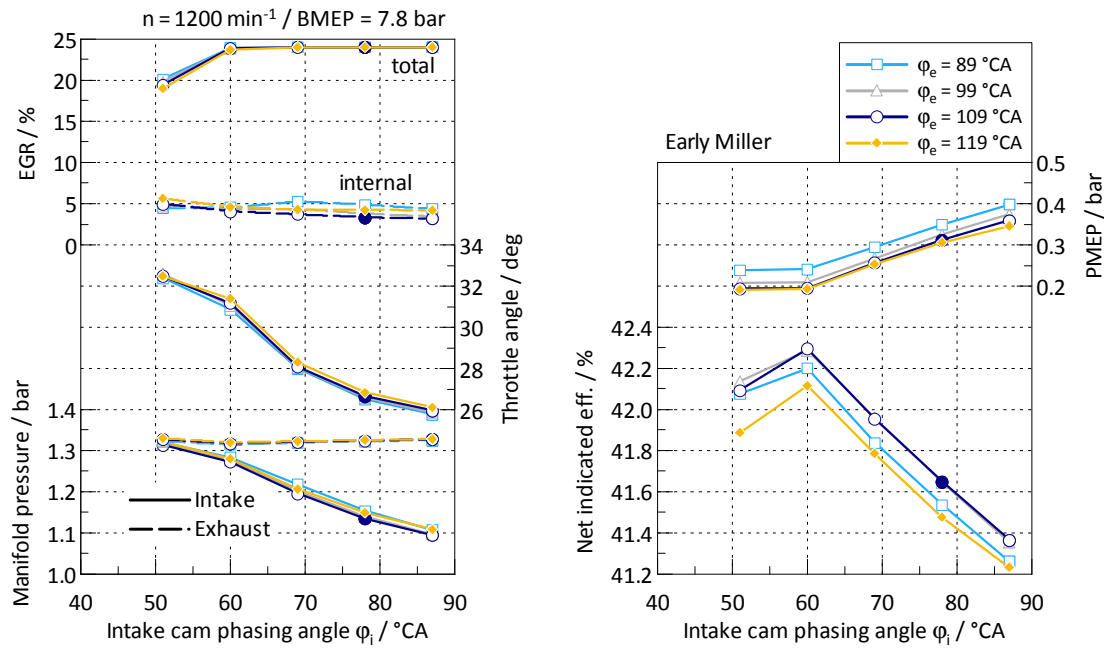 n = 1200 min⁻¹ / BMEP = 7.8 bar
25
20
15
10
5
0
EGR / %
total
internal
34
32
30
28
26
Throttle angle / deg
1.4
1.3
1.2
1.1
1.0
Manifold pressure / bar
Intake
Exhaust
40 50 60 70 80 90
Intake cam phasing angle φi / °CA
φe = 89 °CA
φe = 99 °CA
φe = 109 °CA
φe = 119 °CA
Early Miller
0.5
0.4
0.3
0.2
PMEP / bar
42.4
42.2
42.0
41.8
41.6
41.4
41.2
Net indicated eff. / %
40 50 60 70 80 90
Intake cam phasing angle φi / °CA